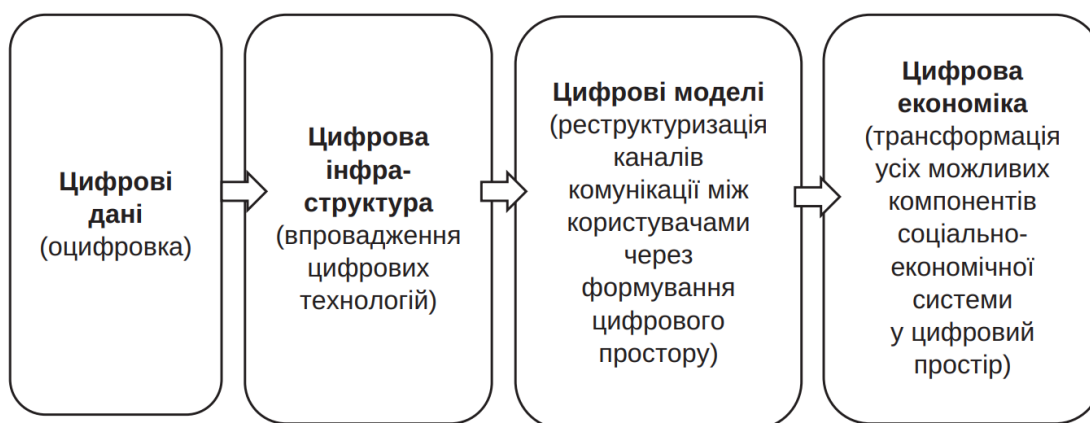 Цифрові
дані
(оцифровка)
Цифрова
інфра-
структура
(впровадження
цифрових
технологій)
Цифрові моделі
(реструктуризація
каналів
комунікації між
користувачами
через
формування
цифрового
простору)
Цифрова
економіка
(трансформація
усіх можливих
компонентів
соціально-
економічної
системи
у цифровий
простір)